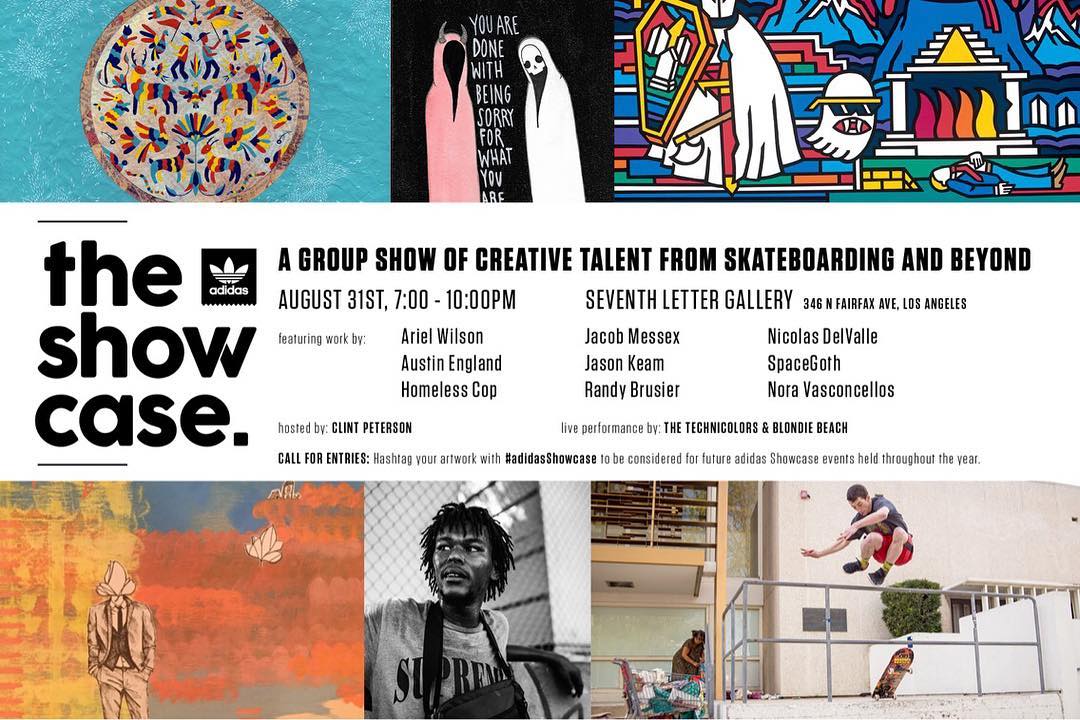 YOU ARE
DONE
WITH
BEING
SORRY
FOR
WHAT
YOU
ARE
the
show
case.
adidas
A GROUP SHOW OF CREATIVE TALENT FROM SKATEBOARDING AND BEYOND
AUGUST 31ST, 7:00 - 10:00PM
SEVENTH LETTER GALLERY 346 N FAIRFAX AVE, LOS ANGELES
featuring work by:
Ariel Wilson
Austin England
Homeless Cop
Jacob Messex
Jason Keam
Randy Brusier
Nicolas DelValle
SpaceGoth
Nora Vasconcellos
hosted by: CLINT PETERSON
live performance by: THE TECHNICOLORS & BLONDIE BEACH
CALL FOR ENTRIES: Hashtag your artwork with #adidasShowcase to be considered for future adidas Showcase events held throughout the year.
SUPREME